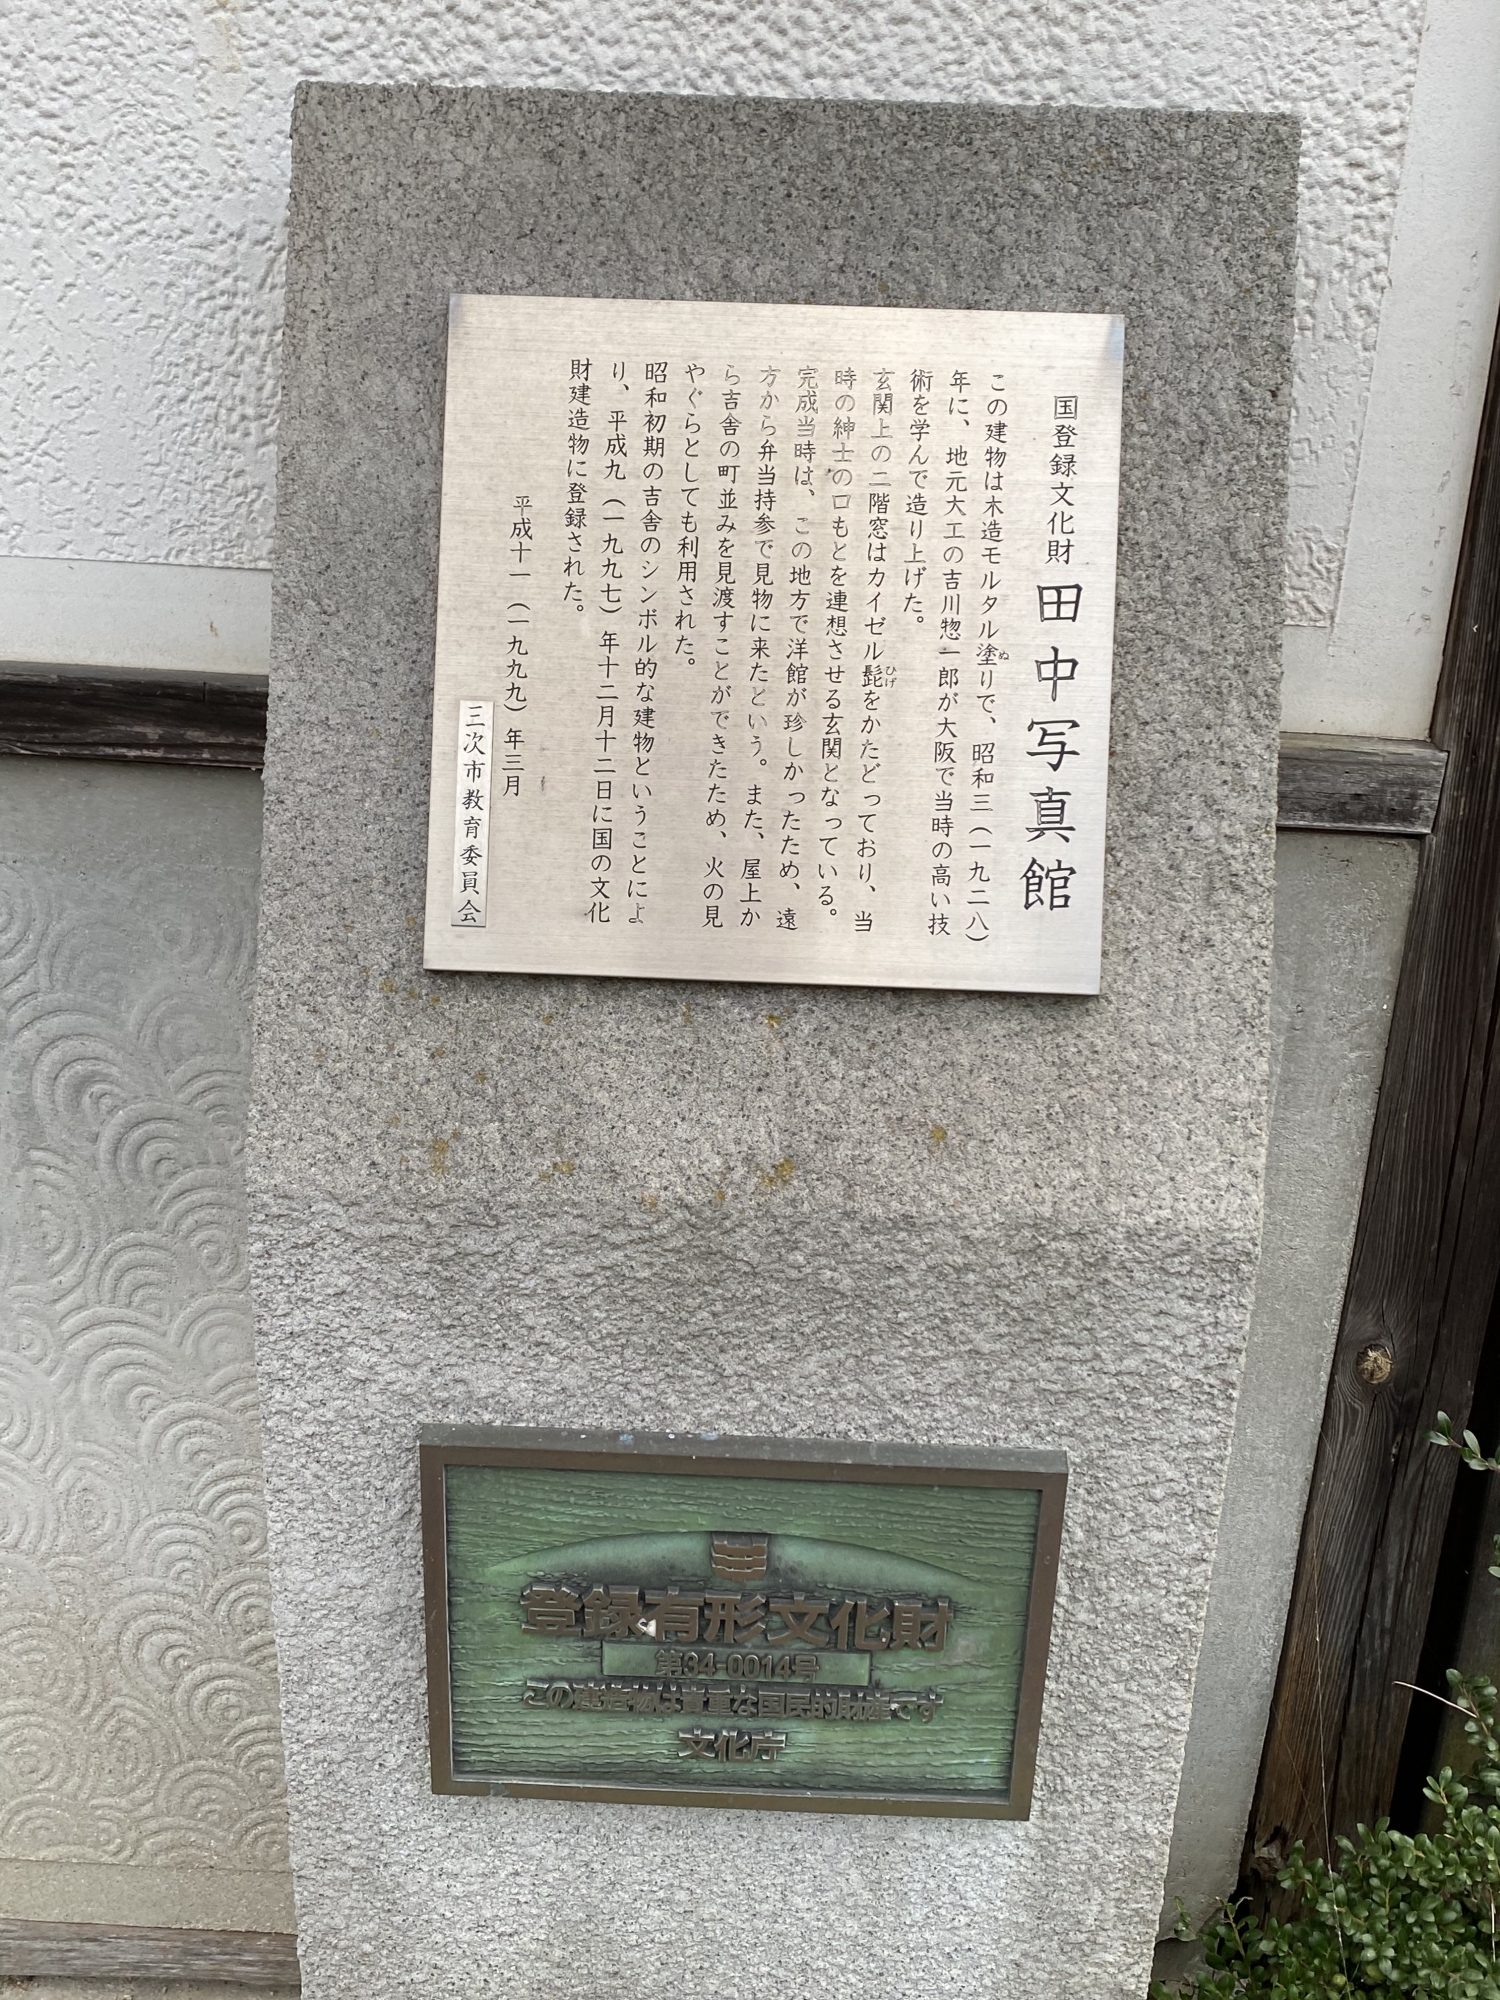 国登録文化財 田中写真館
この建物は木造モルタル塗りで、昭和三（一九二八）
年に、地元大工の吉川惣一郎が大阪で当時の高い技
術を学んで造り上げた。
玄関上の二階窓はカイゼル髭をかたどっており、当
時の紳士の口もとを連想させる玄関となっている。
完成当時は、この地方で洋館が珍しかったため、遠
方から弁当持参で見物に来たという。また、屋上か
ら吉舎の町並みを見渡すことができたため、火の見
やぐらとしても利用された。
昭和初期の吉舎のシンボル的な建物ということによ
り、平成九（一九九七）年十二月十二日に国の文化
財建造物に登録された。
平成十一（一九九九）年三月
三次市教育委員会
登録有形文化財
第34-0014号
この建造物は貴重な国民的財産です
文化庁